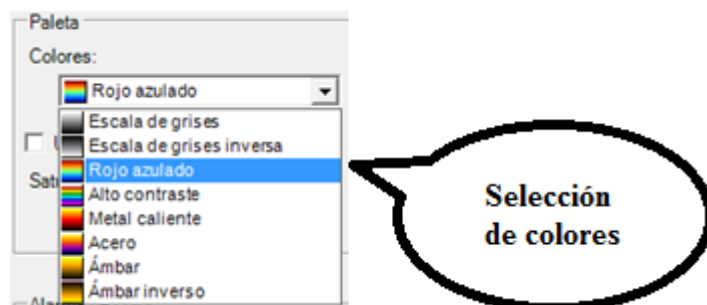 Paleta
Colores:
Rojo azulado
Escala de grises
Escala de grises inversa
Rojo azulado
Alto contraste
Metal caliente
Acero
Ámbar
Ámbar inverso
Selección
de colores